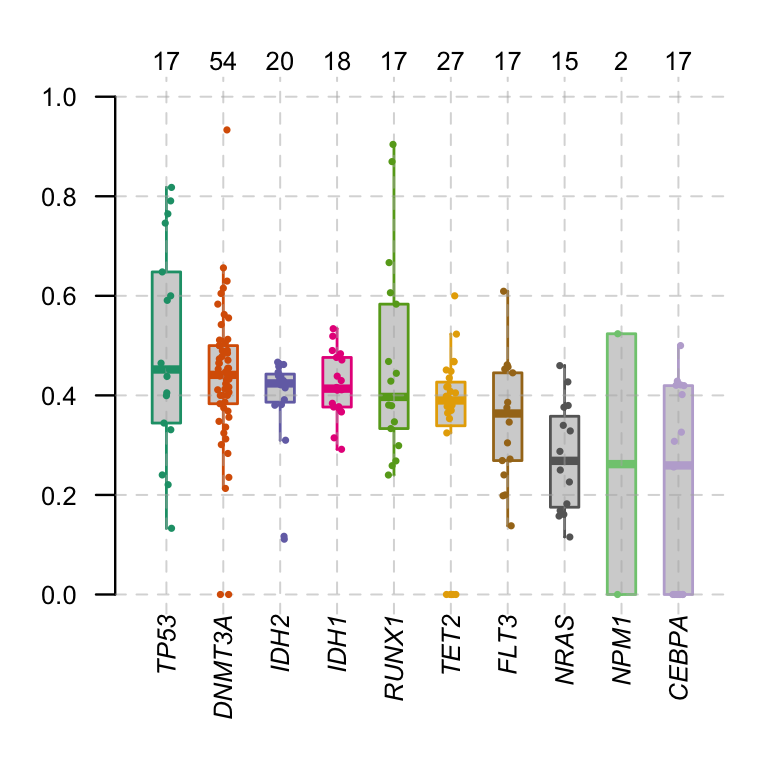 17 54 20 18 17 27 17 15 2 17
1.0
0.8
0.6
0.4
0.2
0.0
TP53
DNMT3A
IDH2
IDH1
RUNX1
TET2
FLT3
NRAS
NPM1
CEBPA